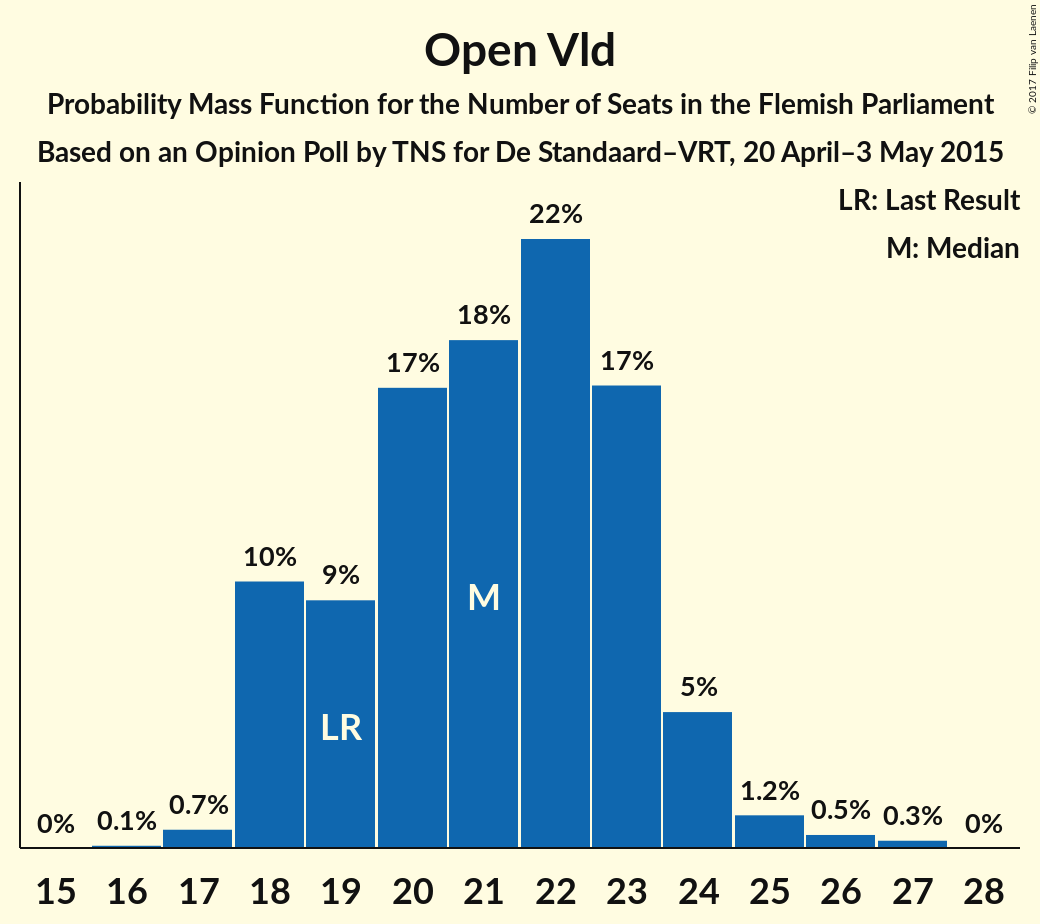 Open Vld
Probability Mass Function for the Number of Seats in the Flemish Parliament
Based on an Opinion Poll by TNS for De Standaard–VRT, 20 April–3 May 2015
LR: Last Result
M: Median
© 2017 Filip van Laenen
0%
0.1%
0.7%
10%
9%
17%
18%
22%
17%
5%
1.2%
0.5%
0.3%
0%
LR
M
15 16 17 18 19 20 21 22 23 24 25 26 27 28